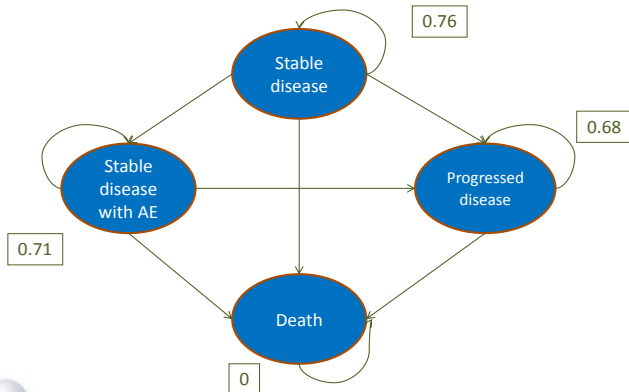 0.76
Stable
disease
0.68
Stable
disease
with AE
Progressed
disease
0.71
Death
0